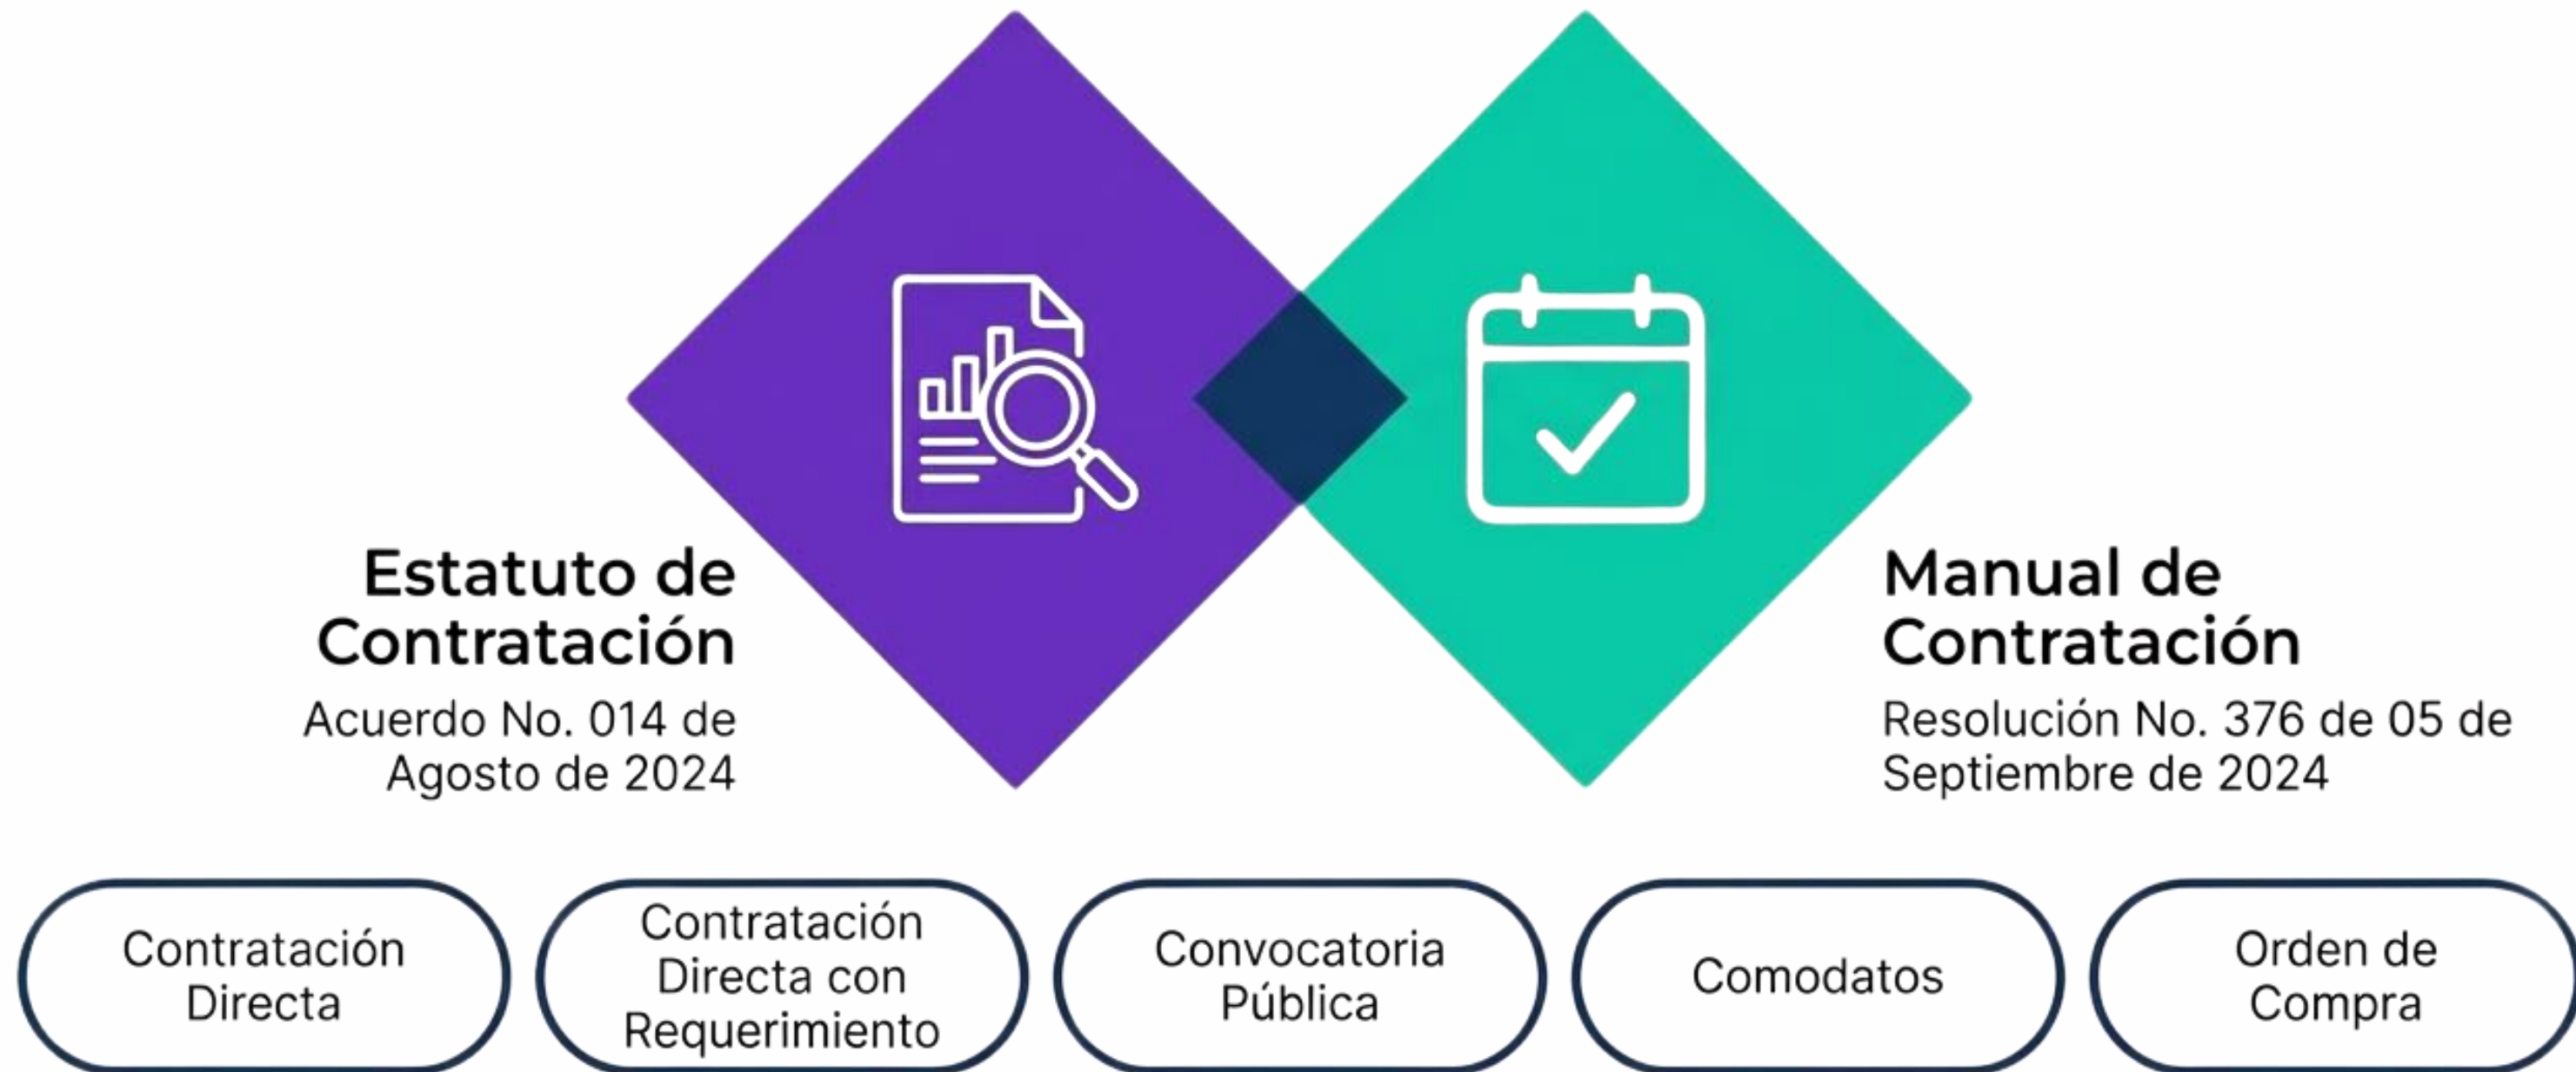 Estatuto de
Contratación
Acuerdo No. 014 de
Agosto de 2024
Manual de
Contratación
Resolución No. 376 de 05 de
Septiembre de 2024
Contratación
Directa
Contratación
Directa con
Requerimiento
Convocatoria
Pública
Comodatos
Orden de
Compra